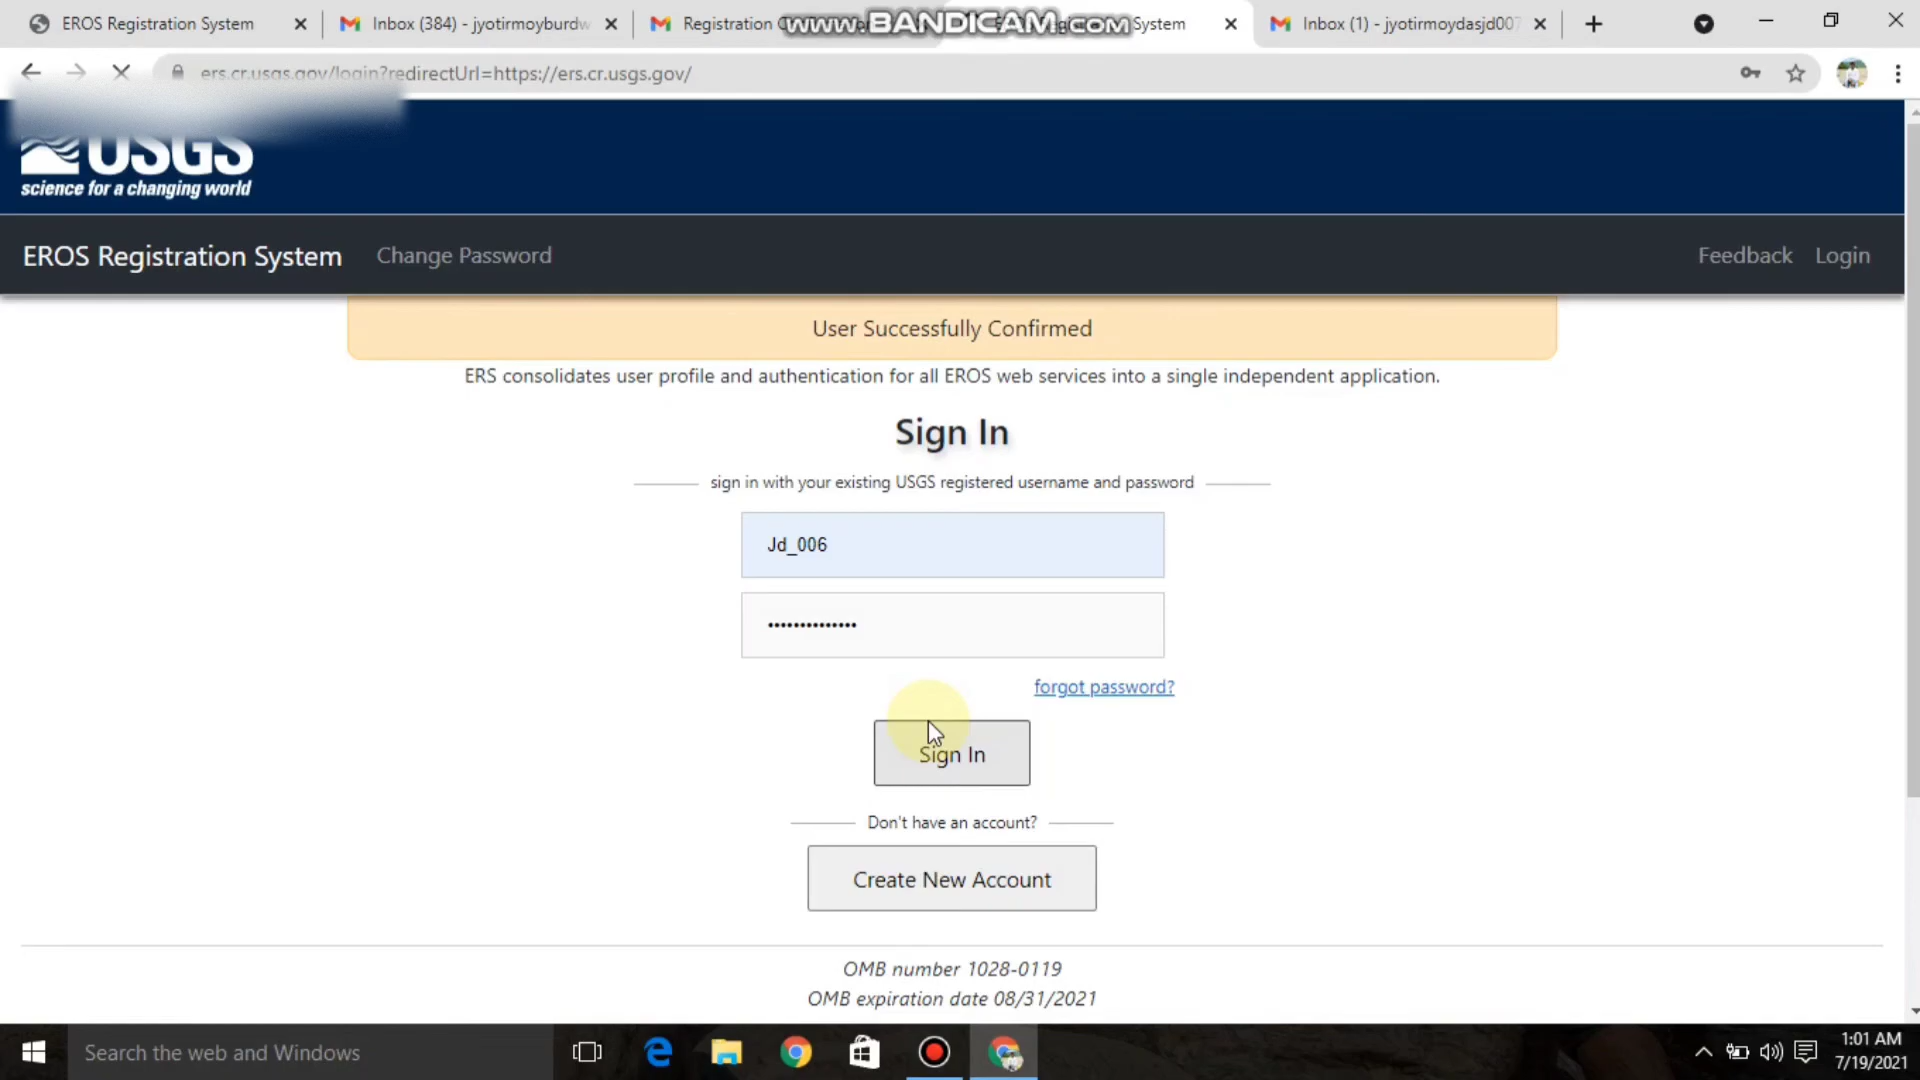 EROS Registration System
Inbox (384) - jyotirmoyburdw
Registration
System
Inbox (1) - jyotirmoydasjd007
www.BANDICAM.com
ers.cr.usgs.gov/login?redirectUrl=https://ers.cr.usgs.gov/
USGS
science for a changing world
EROS Registration System
Change Password
Feedback
Login
User Successfully Confirmed
ERS consolidates user profile and authentication for all EROS web services into a single independent application.
Sign In
sign in with your existing USGS registered username and password
Jd_006
••••••••••••••
forgot password?
Sign In
Don't have an account?
Create New Account
OMB number 1028-0119
OMB expiration date 08/31/2021
Search the web and Windows
1:01 AM
7/19/2021